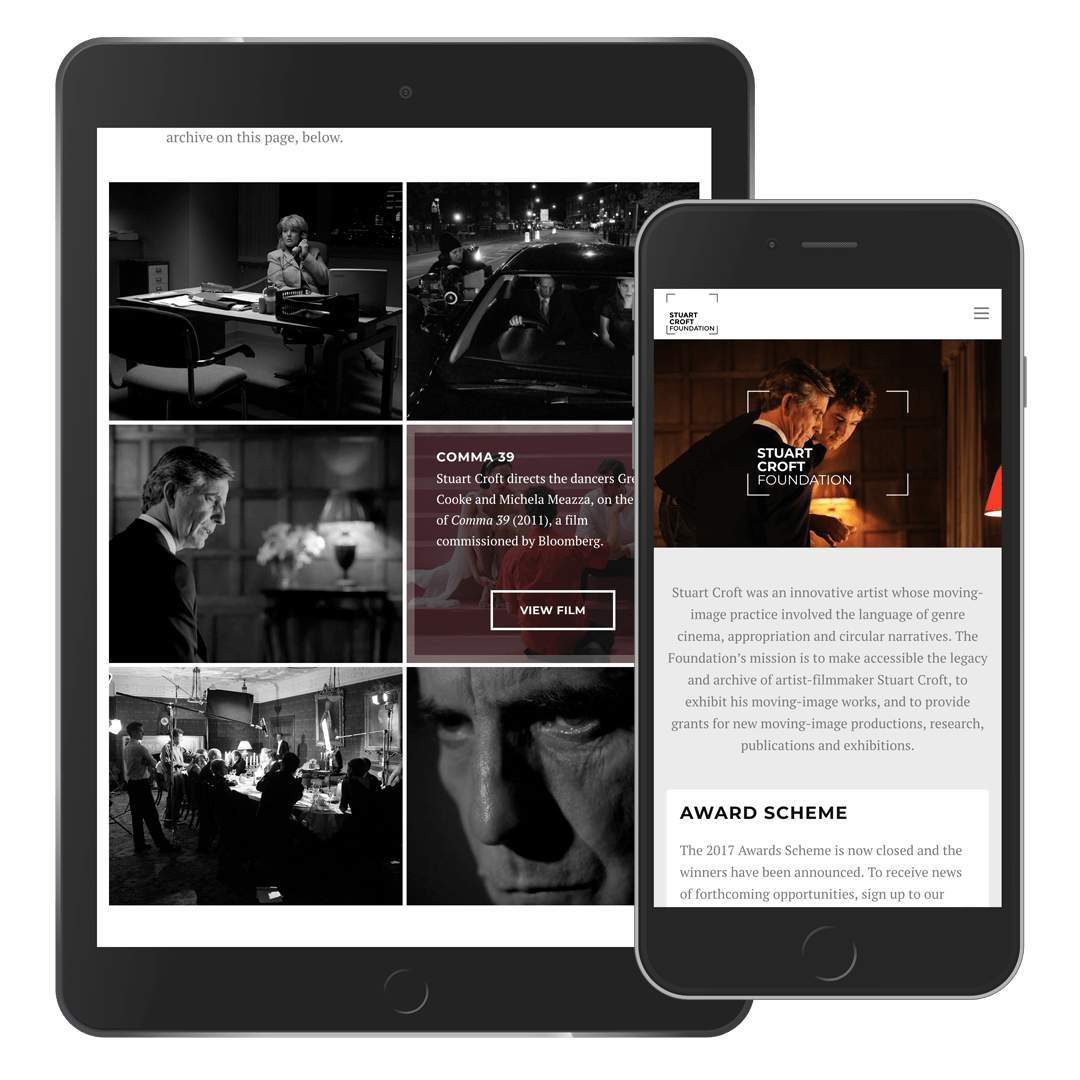 archive on this page, below.
COMMA 39
Stuart Croft directs the dancers
Cooke and Michela Meazza, on the
of Comma 39 (2011), a film
commissioned by Bloomberg.
VIEW FILM
STUART
CROFT
FOUNDATION
STUART
CROFT
FOUNDATION
Stuart Croft was an innovative artist whose moving-
image practice involved the language of genre
cinema, appropriation and circular narratives. The
Foundation’s mission is to make accessible the legacy
and archive of artist-filmmaker Stuart Croft, to
exhibit his moving-image works, and to provide
grants for new moving-image productions, research,
publications and exhibitions.
AWARD SCHEME
The 2017 Awards Scheme is now closed and the
winners have been announced. To receive news
of forthcoming opportunities, sign up to our